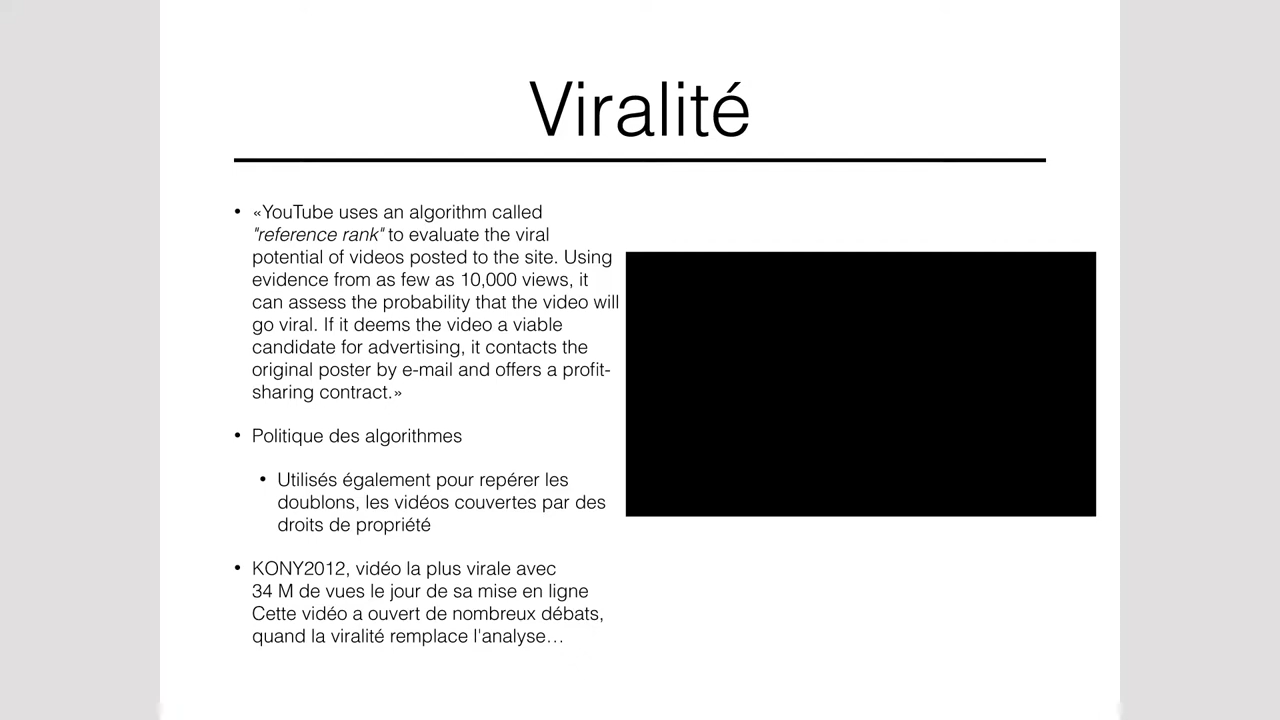 Viralité
• «YouTube uses an algorithm called
"reference rank" to evaluate the viral
potential of videos posted to the site. Using
evidence from as few as 10,000 views, it
can assess the probability that the video will
go viral. If it deems the video a viable
candidate for advertising, it contacts the
original poster by e-mail and offers a profit-
sharing contract.»
• Politique des algorithmes
• Utilisés également pour repérer les
doublons, les vidéos couvertes par des
droits de propriété
• KONY2012, vidéo la plus virale avec
34 M de vues le jour de sa mise en ligne
Cette vidéo a ouvert de nombreux débats,
quand la viralité remplace l'analyse…